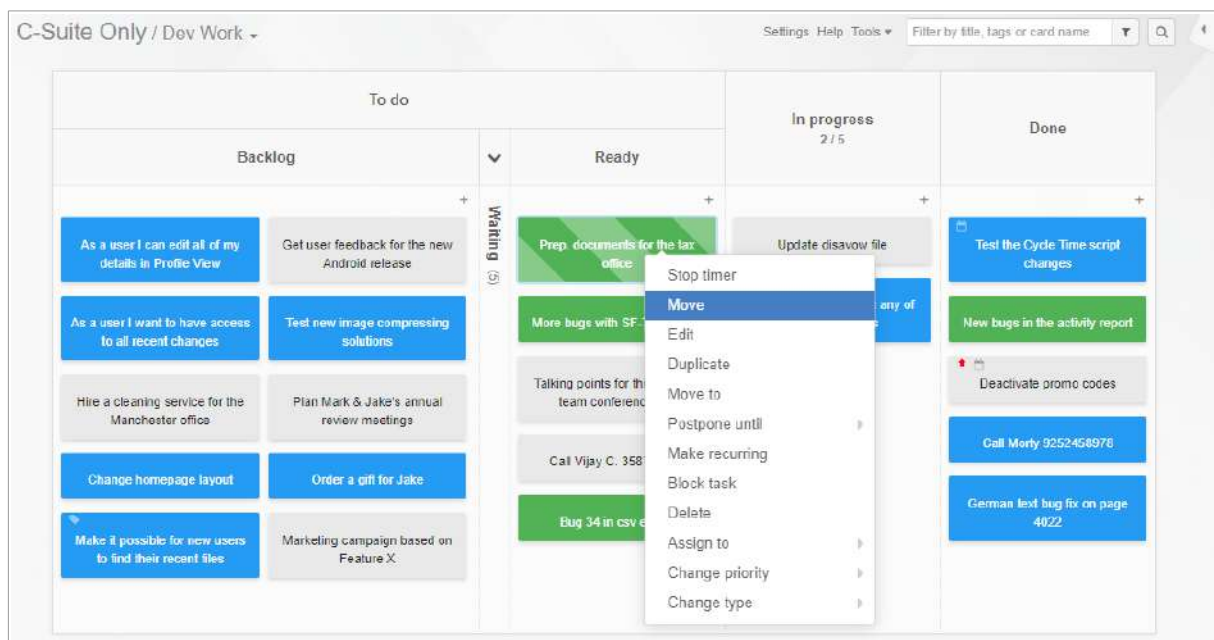 C-Suite Only / Dev Work
Settings Help Tools
Filter by title, tags or card name
To do
In progress
2 / 5
Done
Backlog
Ready
+
+
+
+
Waiting (5)
As a user I can edit all of my
details in Profile View
Get user feedback for the new
Android release
Prep. documents for the tax
office
Update disavow file
Test the Cycle Time script
changes
As a user I want to have access
to all recent changes
Test new image compressing
solutions
More bugs with SF-
any of
New bugs in the activity report
Hire a cleaning service for the
Manchester office
Plan Mark & Jake's annual
review meetings
Talking points for
team
Deactivate promo codes
Change homepage layout
Order a gift for Jake
Call Vijay C. 358
Call Morty 9252458978
Make it possible for new users
to find their recent files
Marketing campaign based on
Feature X
Bug 34 in csv
German text bug fix on page
4022
Stop timer
Move
Edit
Duplicate
Move to
Postpone until
Make recurring
Block task
Delete
Assign to
Change priority
Change type